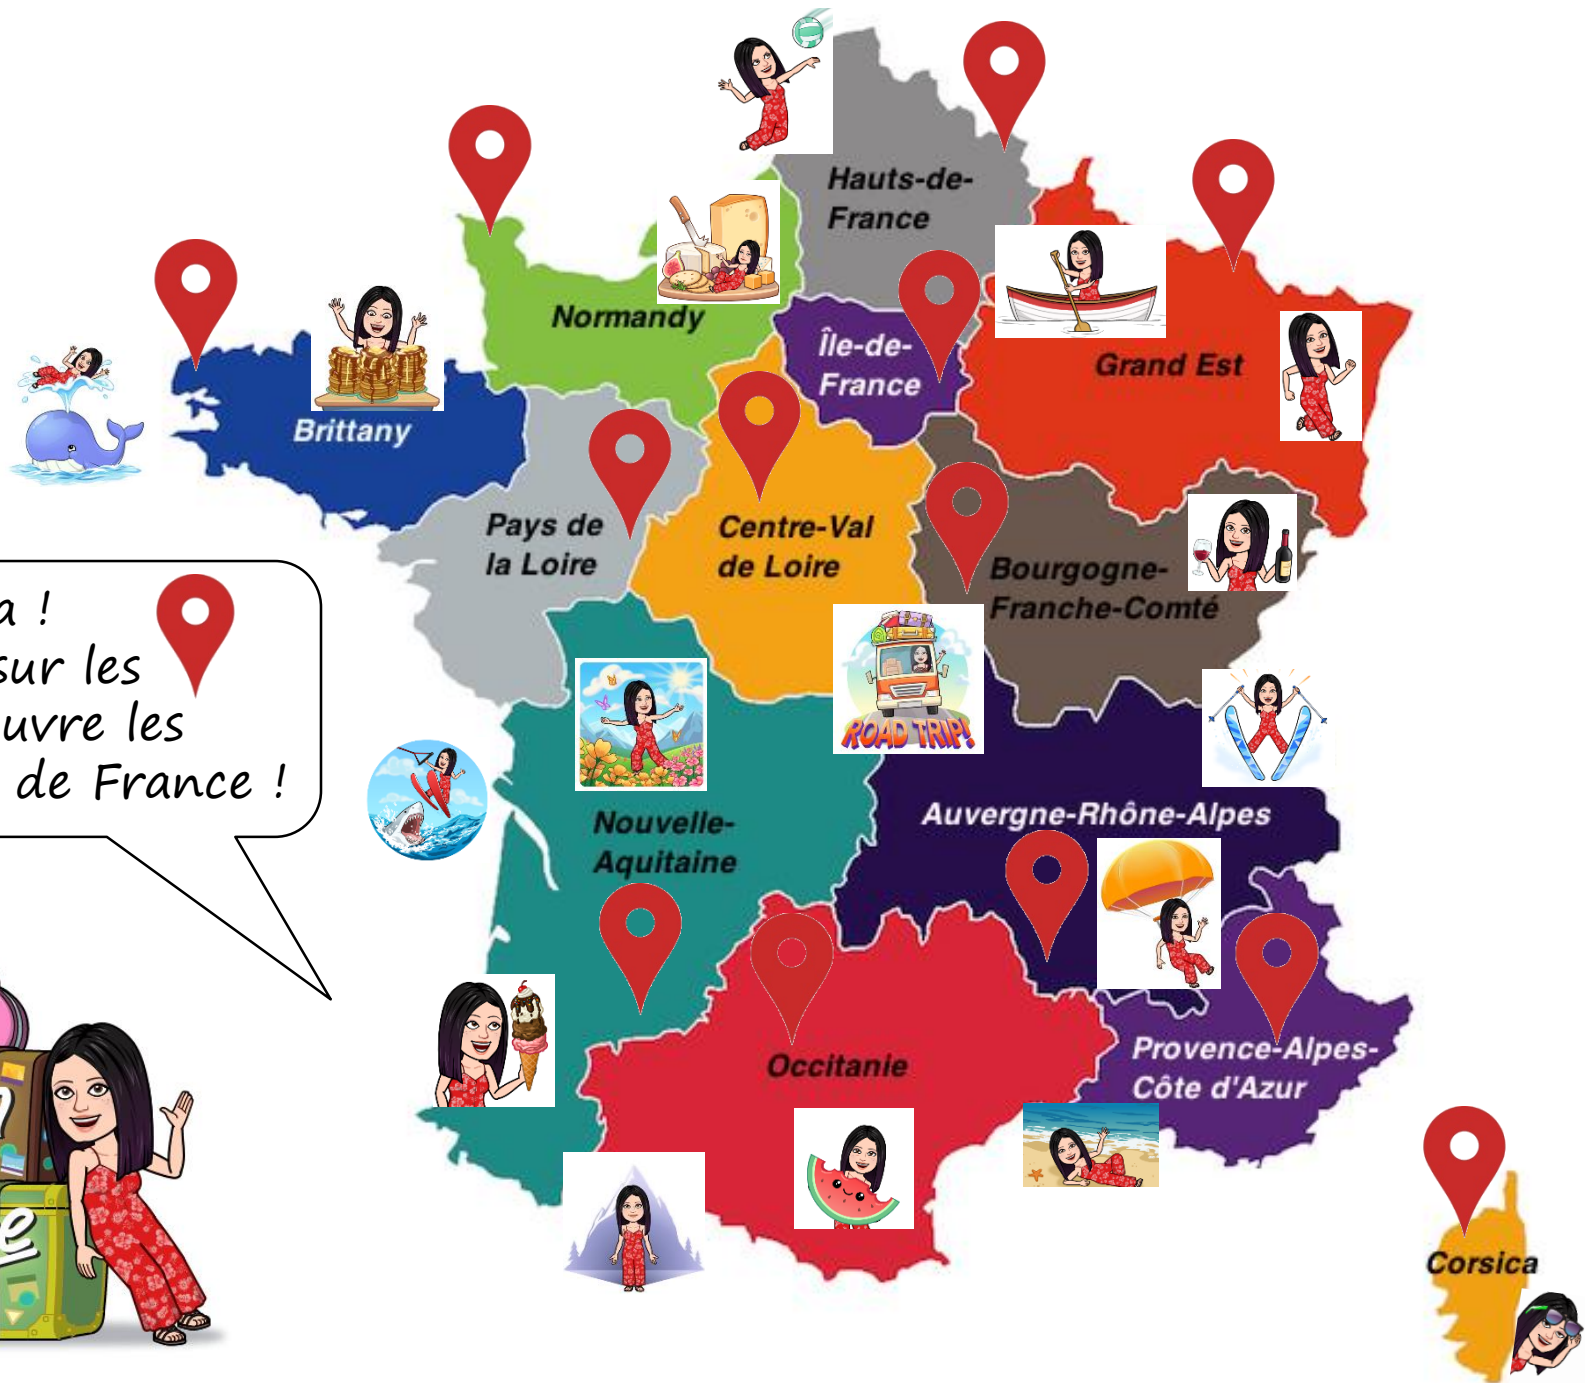 Hauts-de-
France
Normandy
Île-de-
France
Grand Est
Brittany
Pays de
la Loire
Centre-Val
de Loire
Bourgogne-
Franche-Comté
a !
sur les
uvre les
de France !
ROAD TRIP!
Nouvelle-
Aquitaine
Auvergne-Rhône-Alpes
Occitanie
Provence-Alpes-
Côte d'Azur
Corsica